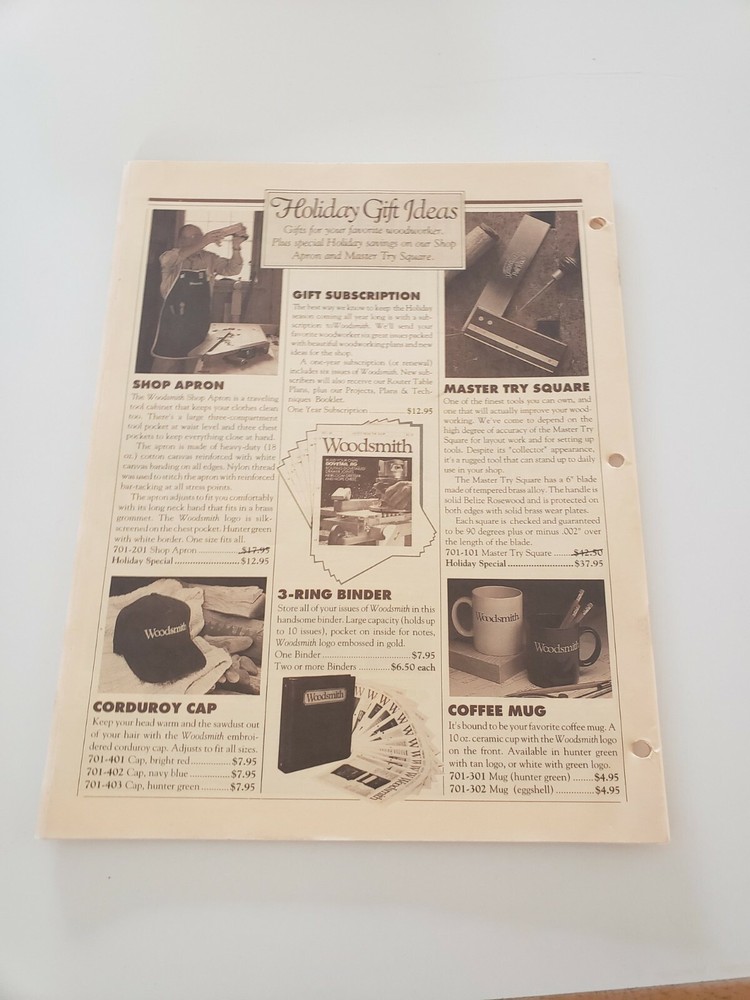 Holiday Gift Ideas
Gifts for your favorite woodworker.
Plus special Holiday savings on our Shop
Apron and Master Try Square.
SHOP APRON
The Woodsmith Shop Apron is a traveling
tool cabinet that keeps your clothes clean
too. There's a large three-compartment
tool pocket at waist level and three chest
pockets to keep everything close at hand.
The apron is made of heavy-duty (18
oz.) cotton canvas reinforced with white
canvas banding on all edges. Nylon thread
was used to stitch the apron with reinforced
bar-tacking at all stress points.
The apron adjusts to fit you comfortably
with its long neck band that fits in a brass
grommet. The Woodsmith logo is silk-
screened on the chest pocket. Hunter green
with white border. One size fits all.
701-201 Shop Apron ............. $17.95
Holiday Special ....................... $12.95
Woodsmith
CORDUROY CAP
Keep your head warm and the sawdust out
of your hair with the Woodsmith embroi-
dered corduroy cap. Adjusts to fit all sizes.
701-401 Cap, bright red ............ $7.95
701-402 Cap, navy blue ............ $7.95
701-403 Cap, hunter green ........ $7.95
GIFT SUBSCRIPTION
The best way we know to keep the Holiday
season coming all year long is with a sub-
scription to Woodsmith. We'll send your
favorite woodworker six great issues packed
with beautiful woodworking plans and new
ideas for the shop.
A one-year subscription (or renewal)
includes six issues of Woodsmith. New sub-
scribers will also receive our Router Table
Plans, plus our Projects, Plans & Tech-
niques Booklet.
One Year Subscription ............ $12.95
Woodsmith
3-RING BINDER
Store all of your issues of Woodsmith in this
handsome binder. Large capacity (holds up
to 10 issues), pocket on inside for notes,
Woodsmith logo embossed in gold.
One Binder .............................. $7.95
Two or more Binders .......... $6.50 each
Woodsmith
Woodsmith
MASTER TRY SQUARE
One of the finest tools you can own, and
one that will actually improve your wood-
working. We've come to depend on the
high degree of accuracy of the Master Try
Square for layout work and for setting up
tools. Despite its "collector" appearance,
it's a rugged tool that can stand up to daily
use in your shop.
The Master Try Square has a 6" blade
made of tempered brass alloy. The handle is
solid Belize Rosewood and is protected on
both edges with solid brass wear plates.
Each square is checked and guaranteed
to be 90 degrees plus or minus .002" over
the length of the blade.
701-101 Master Try Square ...... $42.50
Holiday Special ....................... $37.95
Woodsmith
Woodsmith
COFFEE MUG
It's bound to be your favorite coffee mug. A
10 oz. ceramic cup with the Woodsmith logo
on the front. Available in hunter green
with tan logo, or white with green logo.
701-301 Mug (hunter green) ....... $4.95
701-302 Mug (eggshell) ............. $4.95